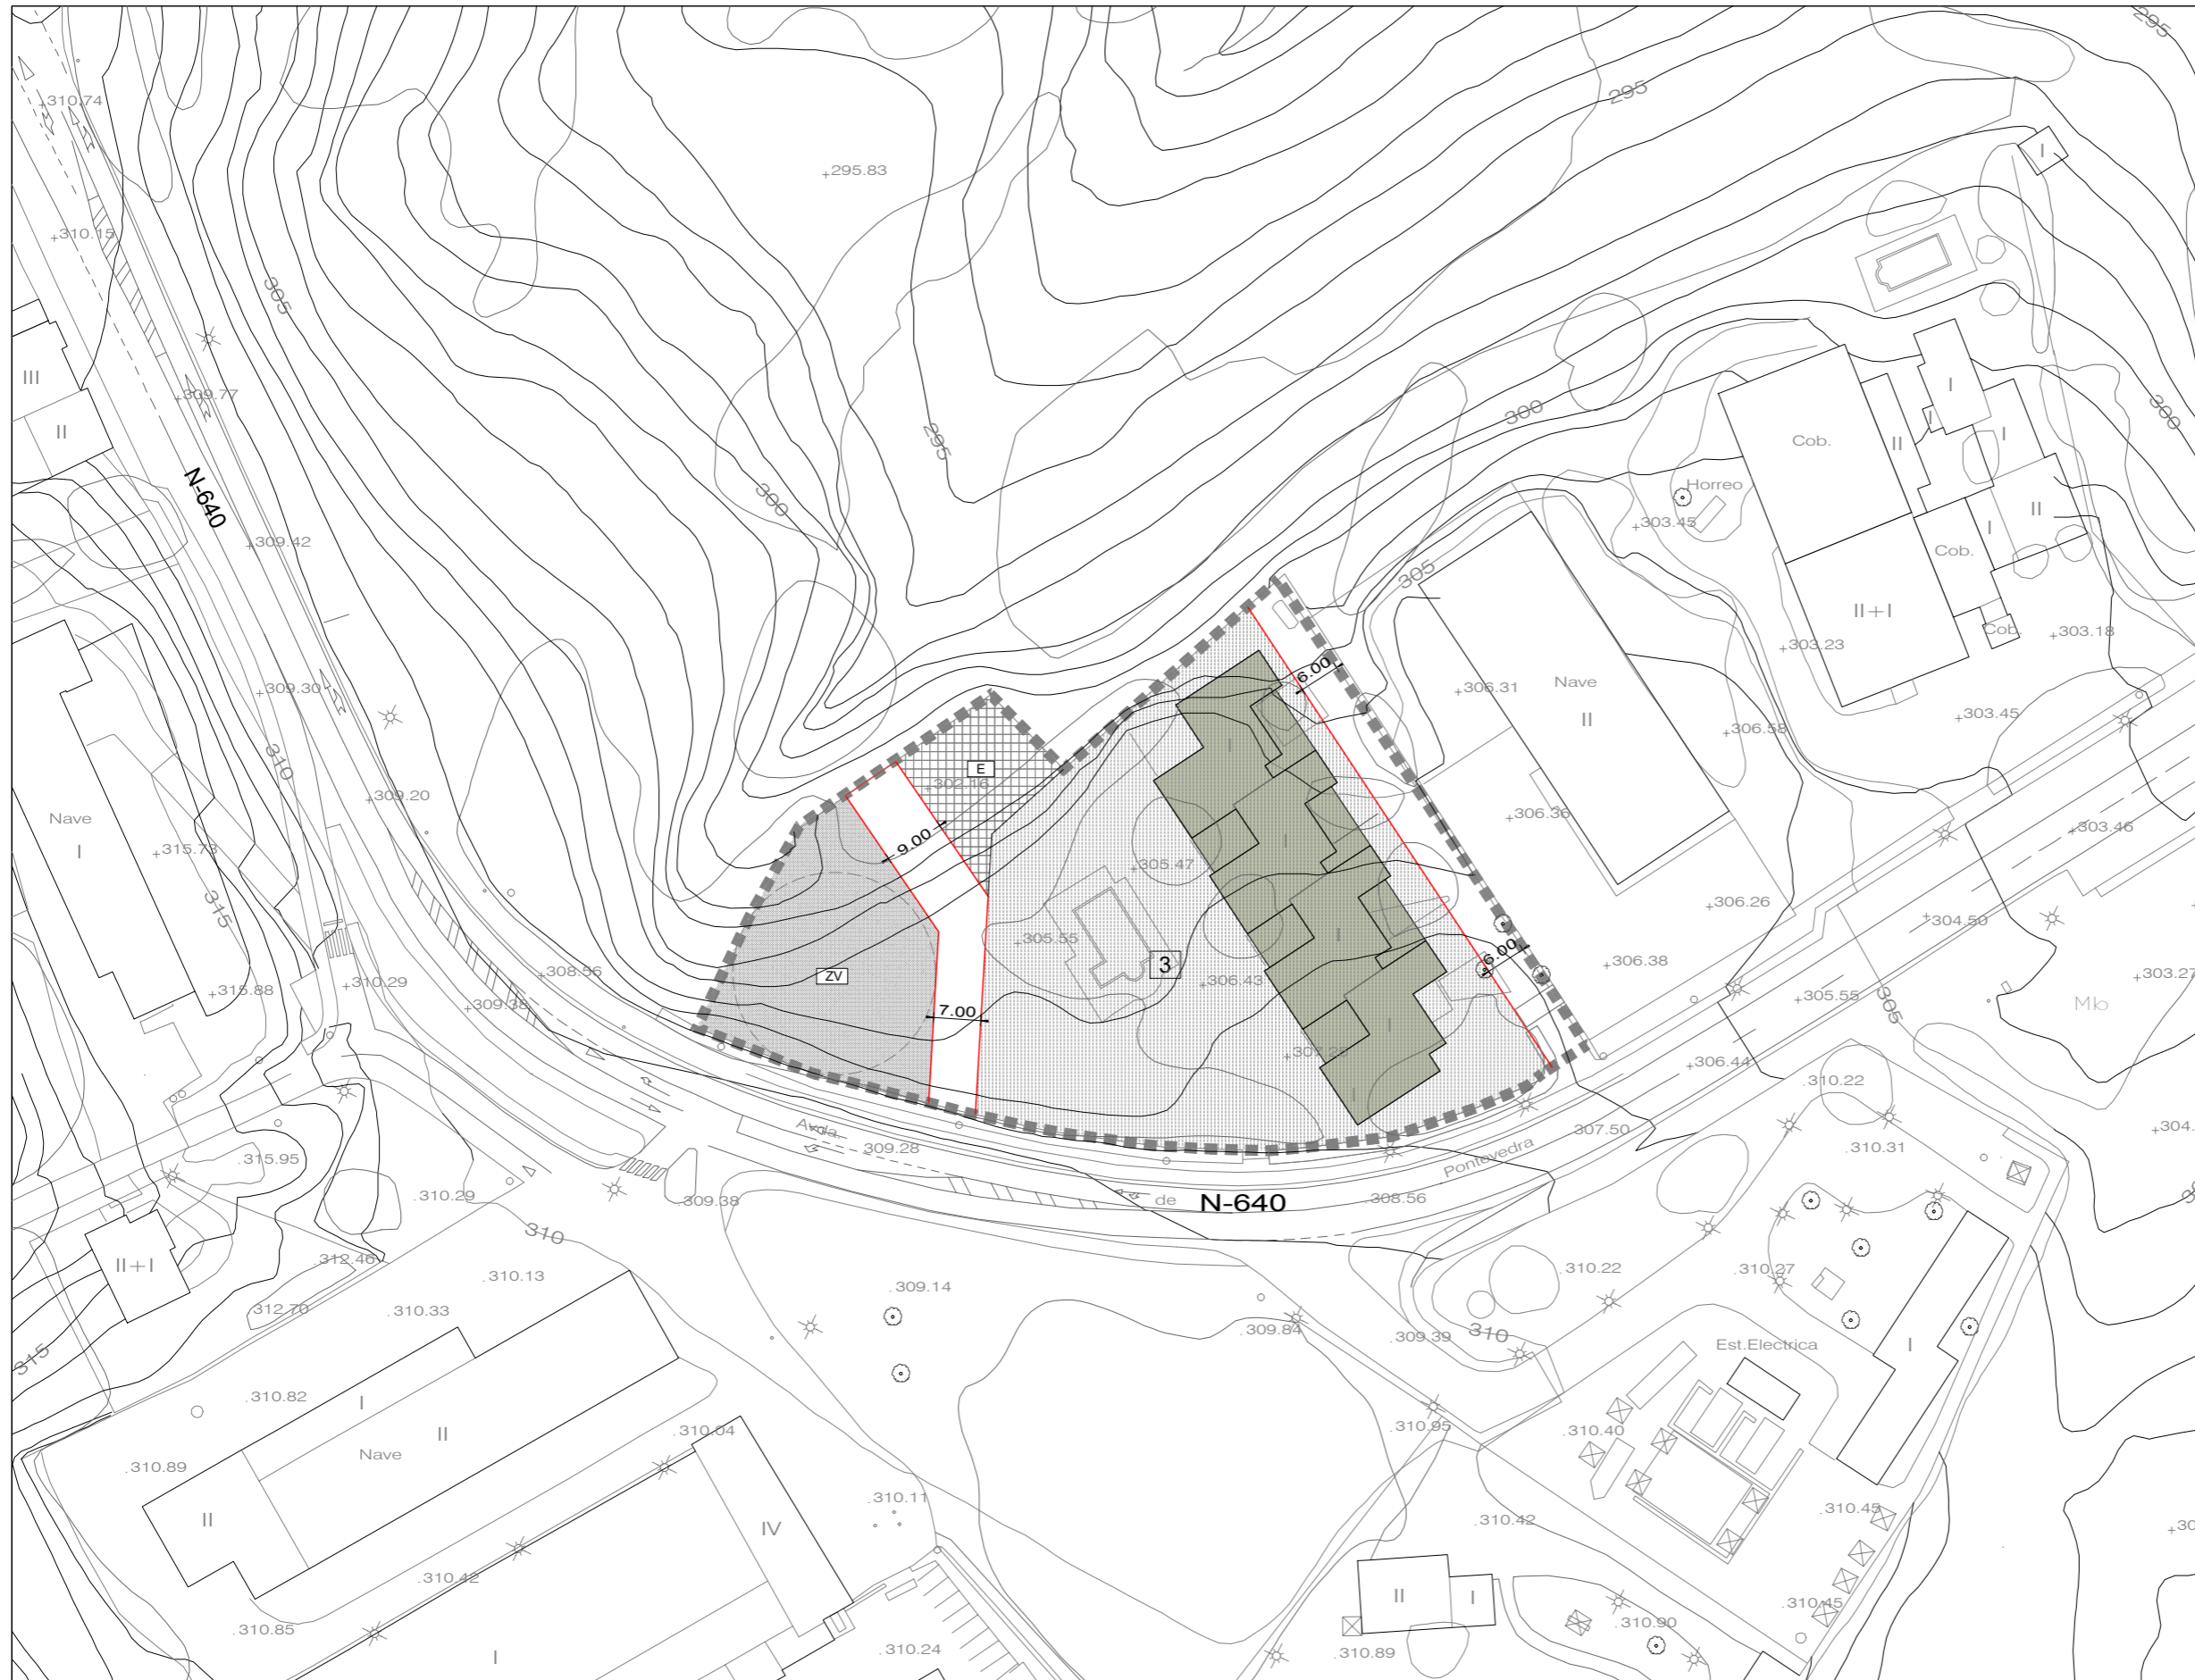 295
295
+310.74
+295.83
I
+310.15
305
+309.77
III
II
N-640
295
300
300
300
Cob.
II
I
I
I
Horreo
+303.45
II
I
Cob.
+309.42
305
II+I
Cob.
+303.18
+303.23
6.00
+306.31
Nave
II
+303.45
+306.58
+309.30
310
E
+302.16
I
+309.20
Nave
I
+315.73
9.00
+306.36
I
+303.46
+305.47
315
+306.26
+304.50
+305.55
I
6.00
3
+306.38
+308.56
ZV
+306.43
+303.27
+315.88
+310.29
+309.38
7.00
+305.55
305
Mb
I
+306.44
.310.22
I
Avda.
.309.28
307.50
+304.
.315.95
Pontevedra
.310.31
.310.29
.309.38
de
N-640
.308.56
310
.312.46
II+I
.310.13
.310.22
.310.27
.309.14
312.70
.310.33
.309.84
.309.39
310
315
Est.Electrica
I
.310.82
I
II
.310.04
.310.95
.310.40
Nave
.310.89
.310.11
.310.45
II
IV
.310.42
+30
.310.42
II
I
.310.45
.310.85
.310.90
.310.24
.310.89
I